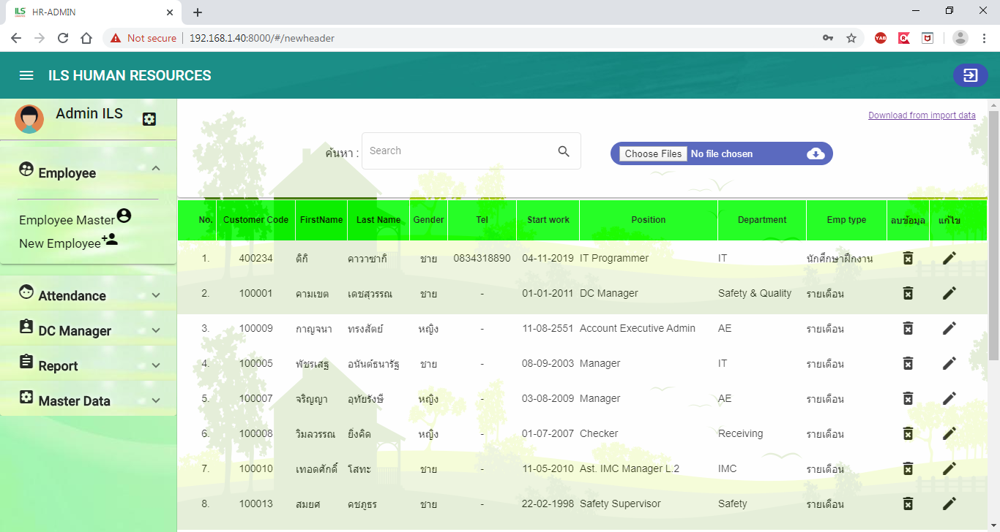 ILS HR-ADMIN
Not secure 192.168.1.40:8000/#/newheader
ILS HUMAN RESOURCES
Admin ILS
Employee
Employee Master
New Employee
Attendance
DC Manager
Report
Master Data
Download from import data
ค้นหา : Search
Choose Files No file chosen
No. Customer Code FirstName Last Name Gender Tel Start work Position Department Emp type ลบข้อมูล แก้ไข
1. 400234 ดิกิ คาวาซากิ ชาย 0834318890 04-11-2019 IT Programmer IT นักศึกษาฝึกงาน
2. 100001 คามเขต เดชสุวรรณ ชาย - 01-01-2011 DC Manager Safety & Quality รายเดือน
3. 100009 กาญจนา ทรงสัตย์ หญิง - 11-08-2551 Account Executive Admin AE รายเดือน
4. 100005 พัชรเสฐ อนันต์ธนารัฐ ชาย - 08-09-2003 Manager IT รายเดือน
5. 100007 จริญญา อุทัยรังษี หญิง - 03-08-2009 Manager AE รายเดือน
6. 100008 วิมลวรรณ ยิ่งคิด หญิง - 01-07-2007 Checker Receiving รายเดือน
7. 100010 เทอดศักดิ์ โสทะ ชาย - 11-05-2010 Ast. IMC Manager L.2 IMC รายเดือน
8. 100013 สมยศ คชภูธร ชาย - 22-02-1998 Safety Supervisor Safety รายเดือน